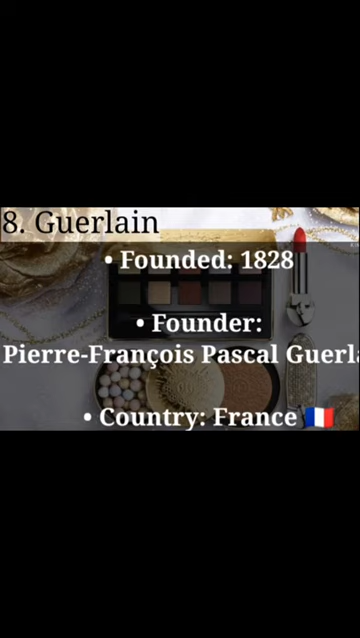 8. Guerlain
• Founded: 1828
• Founder:
Pierre-François Pascal Guerla
• Country: France 🇫🇷